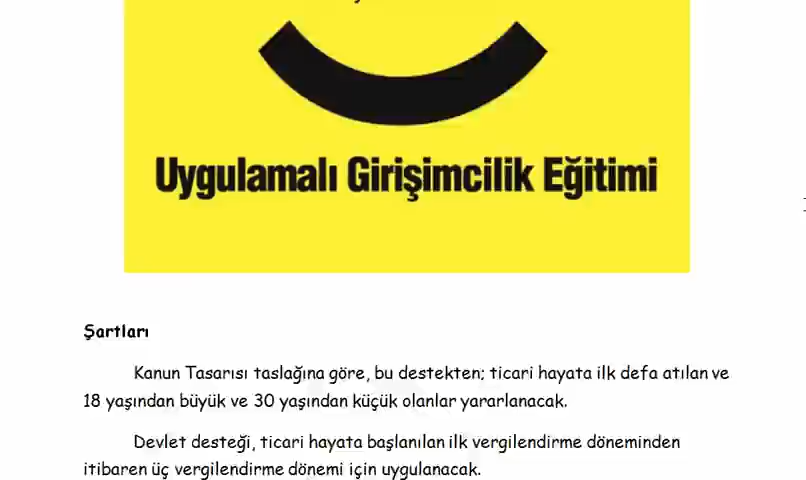 Uygulamalı Girişimcilik Eğitimi
Şartları
Kanun Tasarısı taslağına göre, bu destekten; ticari hayata ilk defa atılan ve
18 yaşından büyük ve 30 yaşından küçük olanlar yararlanacak.
Devlet desteği, ticari hayata başlanılan ilk vergilendirme döneminden
itibaren üç vergilendirme dönemi için uygulanacak.